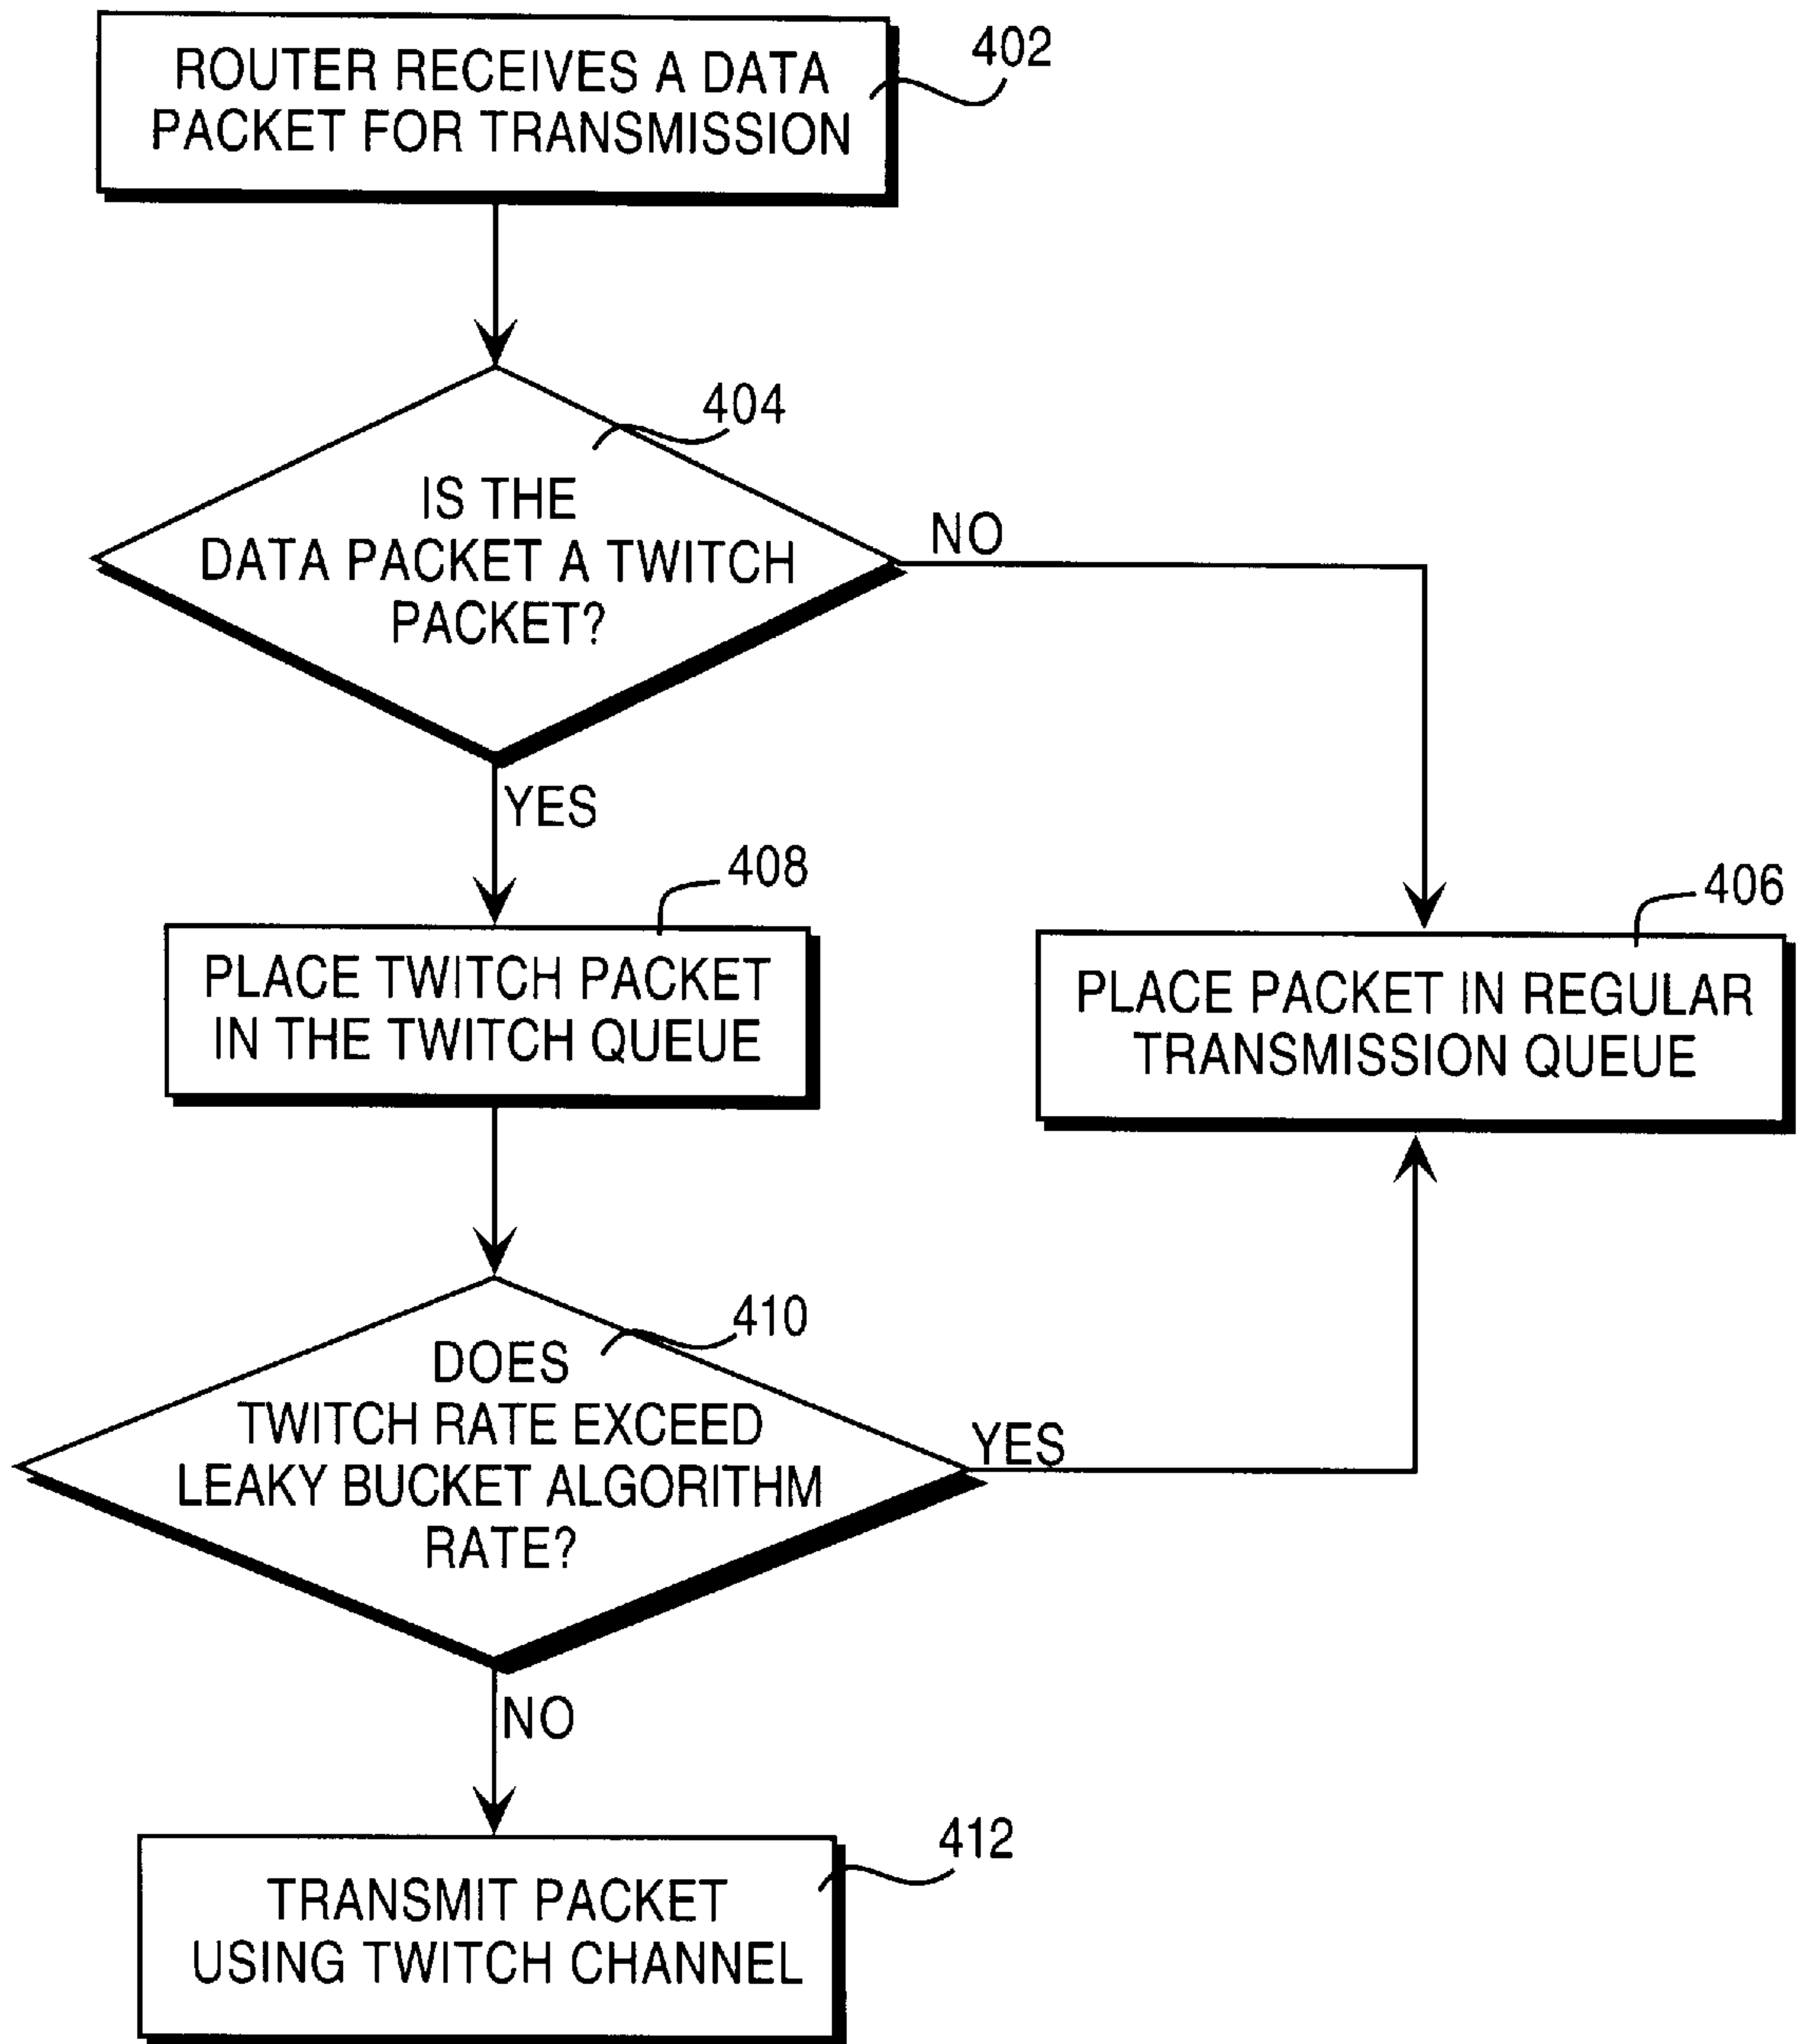 ROUTER RECEIVES A DATA
PACKET FOR TRANSMISSION
402
404
IS THE
DATA PACKET A TWITCH
PACKET?
NO
YES
408
PLACE TWITCH PACKET
IN THE TWITCH QUEUE
406
PLACE PACKET IN REGULAR
TRANSMISSION QUEUE
410
DOES
TWITCH RATE EXCEED
LEAKY BUCKET ALGORITHM
RATE?
YES
NO
412
TRANSMIT PACKET
USING TWITCH CHANNEL